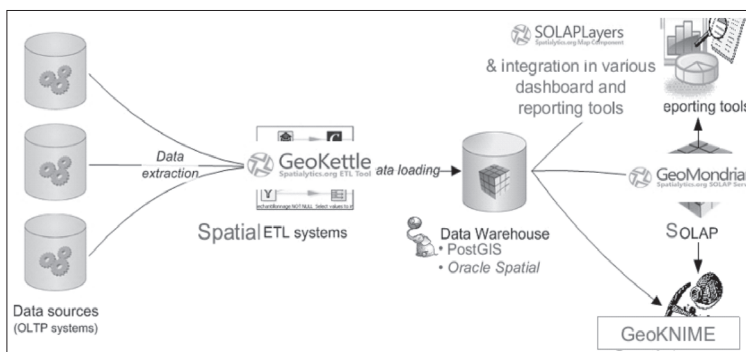 SOLAPLayers
Spatialytics.org Map Component
& integration in various
dashboard and
reporting tools
eporting tools
Data
extraction
GeoKettle
Spatialytics.org ETL Tool
ata loading
GeoMondrian
Spatialytics.org SOLAP Serv
Spatial ETL systems
Data Warehouse
• PostGIS
• Oracle Spatial
SOLAP
Data sources
(OLTP systems)
GeoKNIME